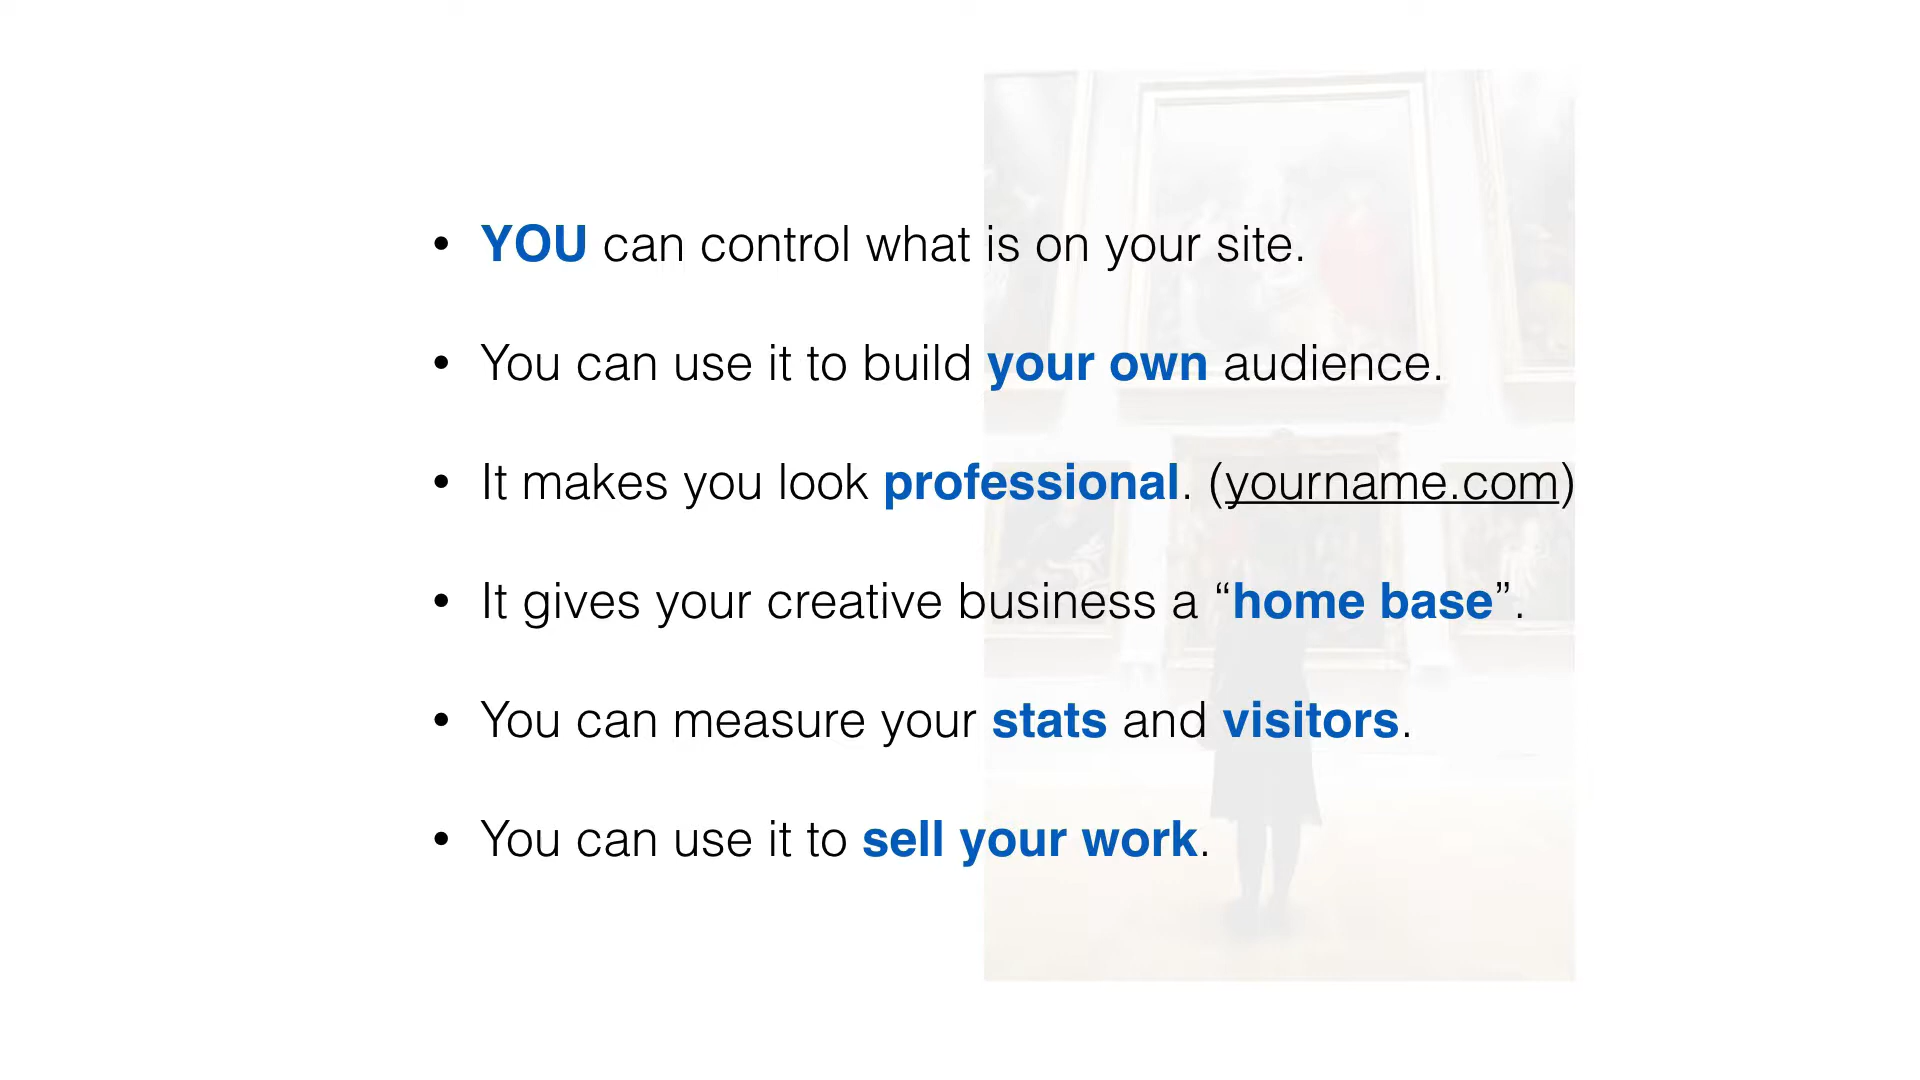 • YOU can control what is on your site.
• You can use it to build your own audience.
• It makes you look professional. (yourname.com)
• It gives your creative business a “home base”.
• You can measure your stats and visitors.
• You can use it to sell your work.